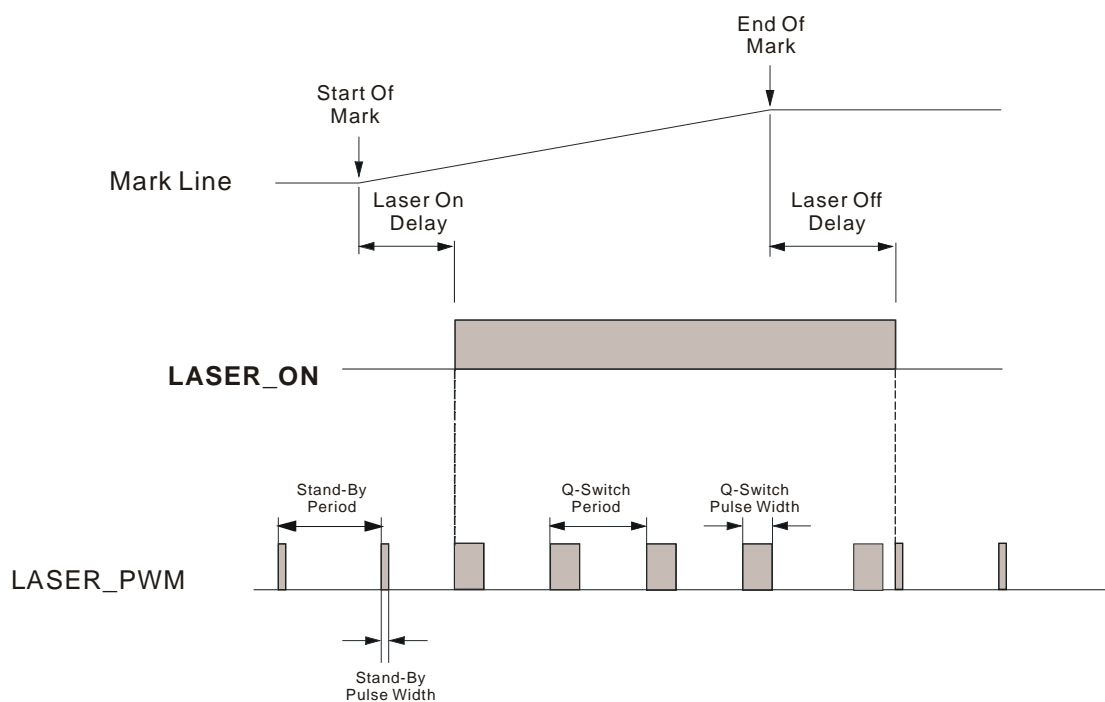 End Of
Mark
Start Of
Mark
Mark Line
Laser On
Delay
Laser Off
Delay
LASER_ON
Stand-By
Period
Q-Switch
Period
Q-Switch
Pulse Width
LASER_PWM
Stand-By
Pulse Width